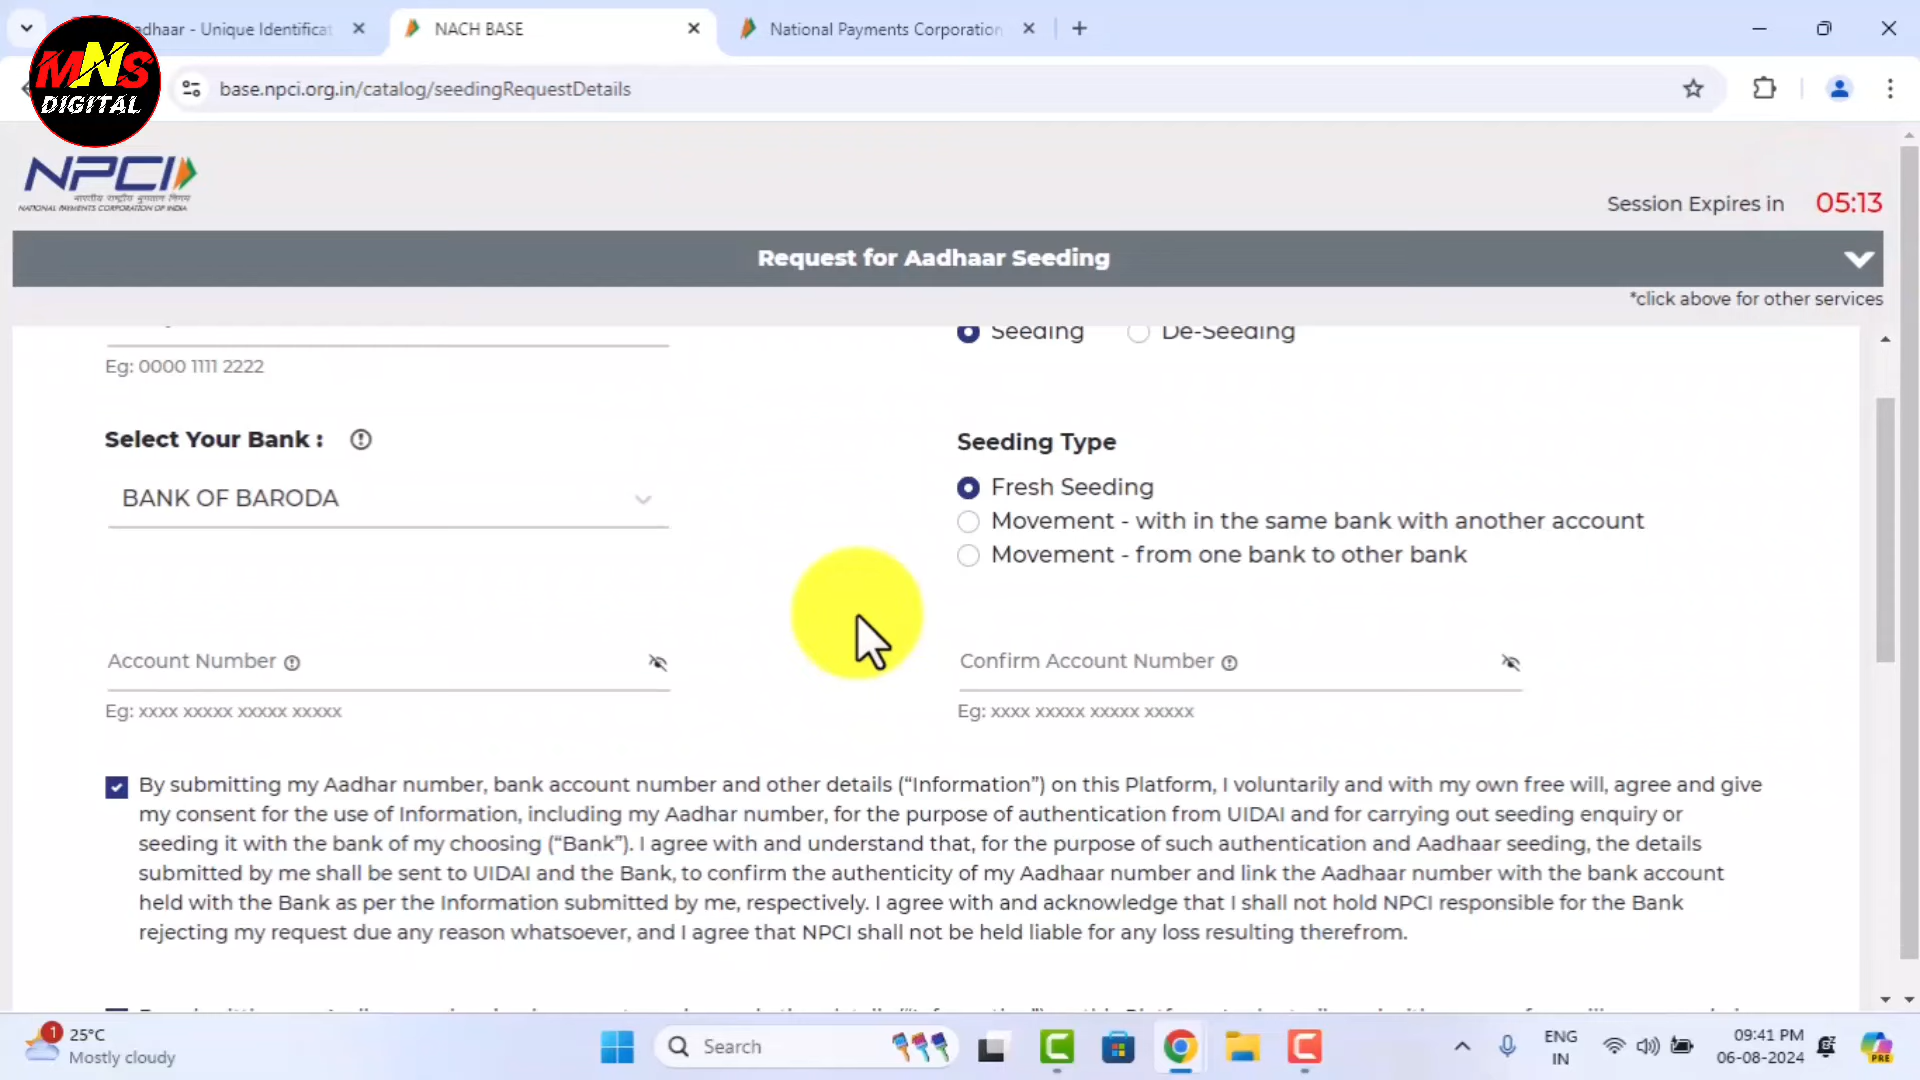 Aadhaar - Unique Identificat
NACH BASE
National Payments Corporation
MNS
DIGITAL
base.npci.org.in/catalog/seedingRequestDetails
NPCI
भारतीय राष्ट्रीय भुगतान निगम
NATIONAL PAYMENTS CORPORATION OF INDIA
Session Expires in 05:13
Request for Aadhaar Seeding
*click above for other services
Seeding De-Seeding
Eg: 0000 1111 2222
Select Your Bank :
Seeding Type
BANK OF BARODA
Fresh Seeding
Movement - with in the same bank with another account
Movement - from one bank to other bank
Account Number
Confirm Account Number
Eg: xxxx xxxxx xxxxx xxxxx
Eg: xxxx xxxxx xxxxx xxxxx
By submitting my Aadhar number, bank account number and other details (“Information”) on this Platform, I voluntarily and with my own free will, agree and give
my consent for the use of Information, including my Aadhar number, for the purpose of authentication from UIDAI and for carrying out seeding enquiry or
seeding it with the bank of my choosing (“Bank”). I agree with and understand that, for the purpose of such authentication and Aadhaar seeding, the details
submitted by me shall be sent to UIDAI and the Bank, to confirm the authenticity of my Aadhaar number and link the Aadhaar number with the bank account
held with the Bank as per the Information submitted by me, respectively. I agree with and acknowledge that I shall not hold NPCI responsible for the Bank
rejecting my request due any reason whatsoever, and I agree that NPCI shall not be held liable for any loss resulting therefrom.
1
25°C
Mostly cloudy
Search
ENG
IN
09:41 PM
06-08-2024
PRE